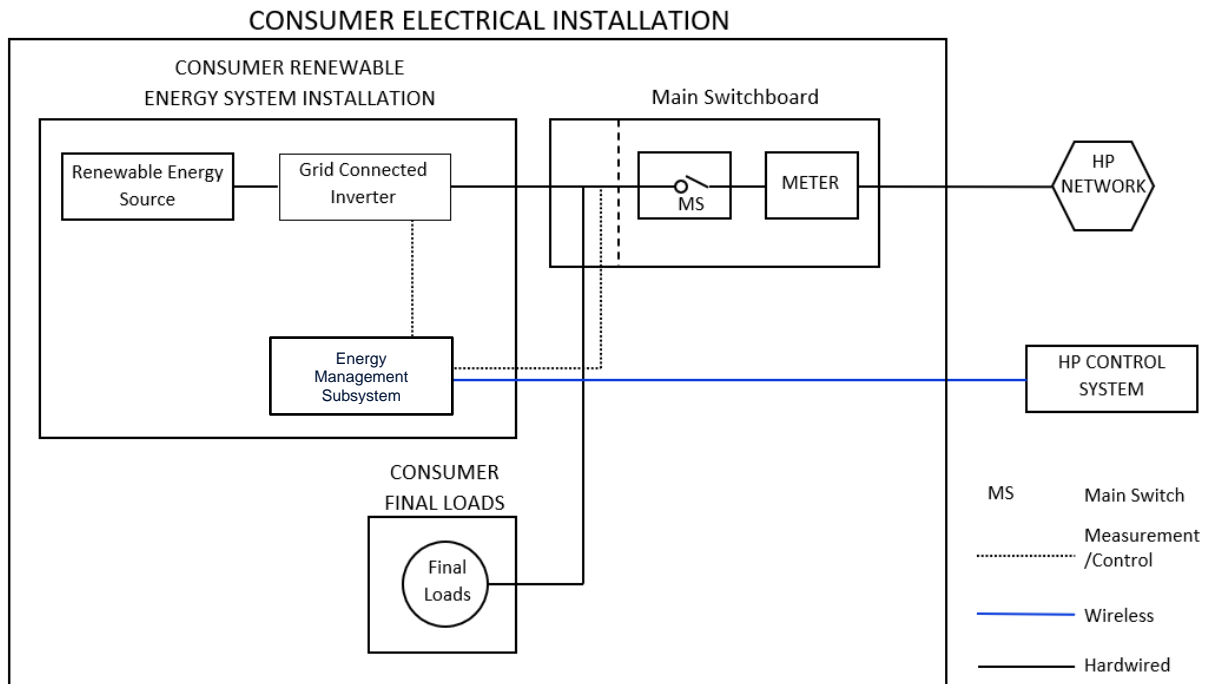 CONSUMER ELECTRICAL INSTALLATION
CONSUMER RENEWABLE
ENERGY SYSTEM INSTALLATION
Main Switchboard
Renewable Energy
Source
Grid Connected
Inverter
MS
METER
HP
NETWORK
Energy
Management
Subsystem
HP CONTROL
SYSTEM
CONSUMER
FINAL LOADS
Final
Loads
MS Main Switch
Measurement
/Control
Wireless
Hardwired